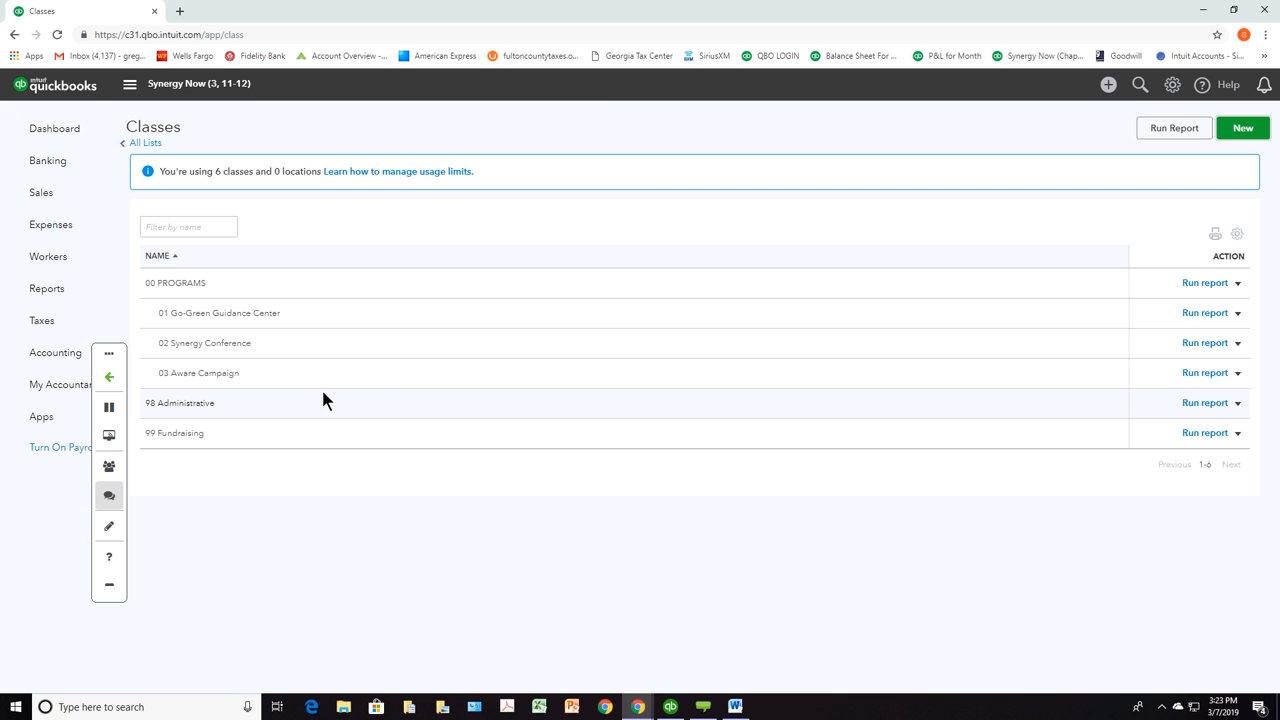 Classes
https://c31.qbo.intuit.com/app/class
Apps
Inbox (4,137) - greg...
Wells Fargo
Fidelity Bank
Account Overview -...
American Express
fultoncountytaxes.o...
Georgia Tax Center
SiriusXM
QBO LOGIN
Balance Sheet For ...
P&L for Month
Synergy Now (Chap...
Goodwill
Intuit Accounts - Si...
intuit quickbooks
Synergy Now (3, 11-12)
Help
Dashboard
Banking
Sales
Expenses
Workers
Reports
Taxes
Accounting
My Accountan
Apps
Turn On Payro
Classes
All Lists
Run Report
New
You're using 6 classes and 0 locations Learn how to manage usage limits.
Filter by name
NAME
ACTION
00 PROGRAMS
Run report
01 Go-Green Guidance Center
Run report
02 Synergy Conference
Run report
03 Aware Campaign
Run report
98 Administrative
Run report
99 Fundraising
Run report
Previous 1-6 Next
Type here to search
3:23 PM
3/7/2019
4